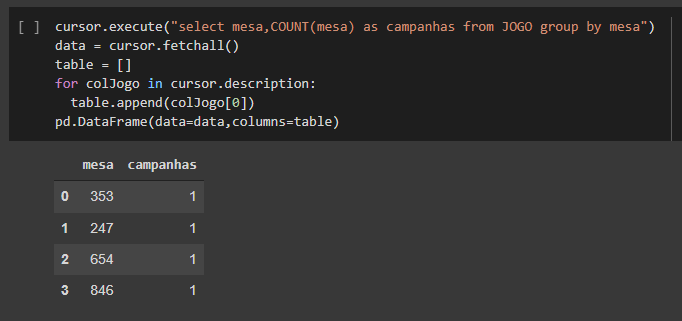 [ ] cursor.execute("select mesa,COUNT(mesa) as campanhas from JOGO group by mesa")
data = cursor.fetchall()
table = []
for colJogo in cursor.description:
  table.append(colJogo[0])
pd.DataFrame(data=data,columns=table)
mesa campanhas
0 353 1
1 247 1
2 654 1
3 846 1